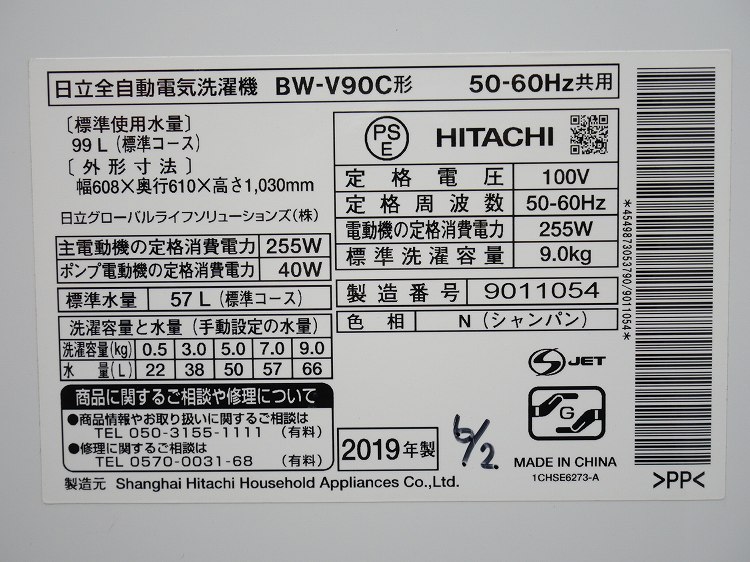 日立全自動電気洗濯機 BW-V90C形 50-60Hz共用
〔標準使用水量〕
99 L (標準コース)
〔外形寸法〕
幅608×奥行610×高さ1,030mm
日立グローバルライフソリューションズ(株)
主電動機の定格消費電力 255W
ポンプ電動機の定格消費電力 40W
標準水量 57 L (標準コース)
洗濯容量と水量 (手動設定の水量)
洗濯容量(kg) 0.5 3.0 5.0 7.0 9.0
水量(L) 22 38 50 57 66
商品に関するご相談や修理について
●商品情報やお取り扱いに関するご相談
TEL 050-3155-1111 (有料)
●修理に関するご相談
TEL 0570-0031-68 (有料)
製造元 Shanghai Hitachi Household Appliances Co.,Ltd.
PS
E
HITACHI
定格電圧 100V
定格周波数 50-60Hz
電動機の定格消費電力 255W
標準洗濯容量 9.0kg
製造番号 9011054
色相 N (シャンパン)
S JET
G
2019年製
6/2
MADE IN CHINA
1CHSE6273-A
*4549873053790/9011054*
>PP<